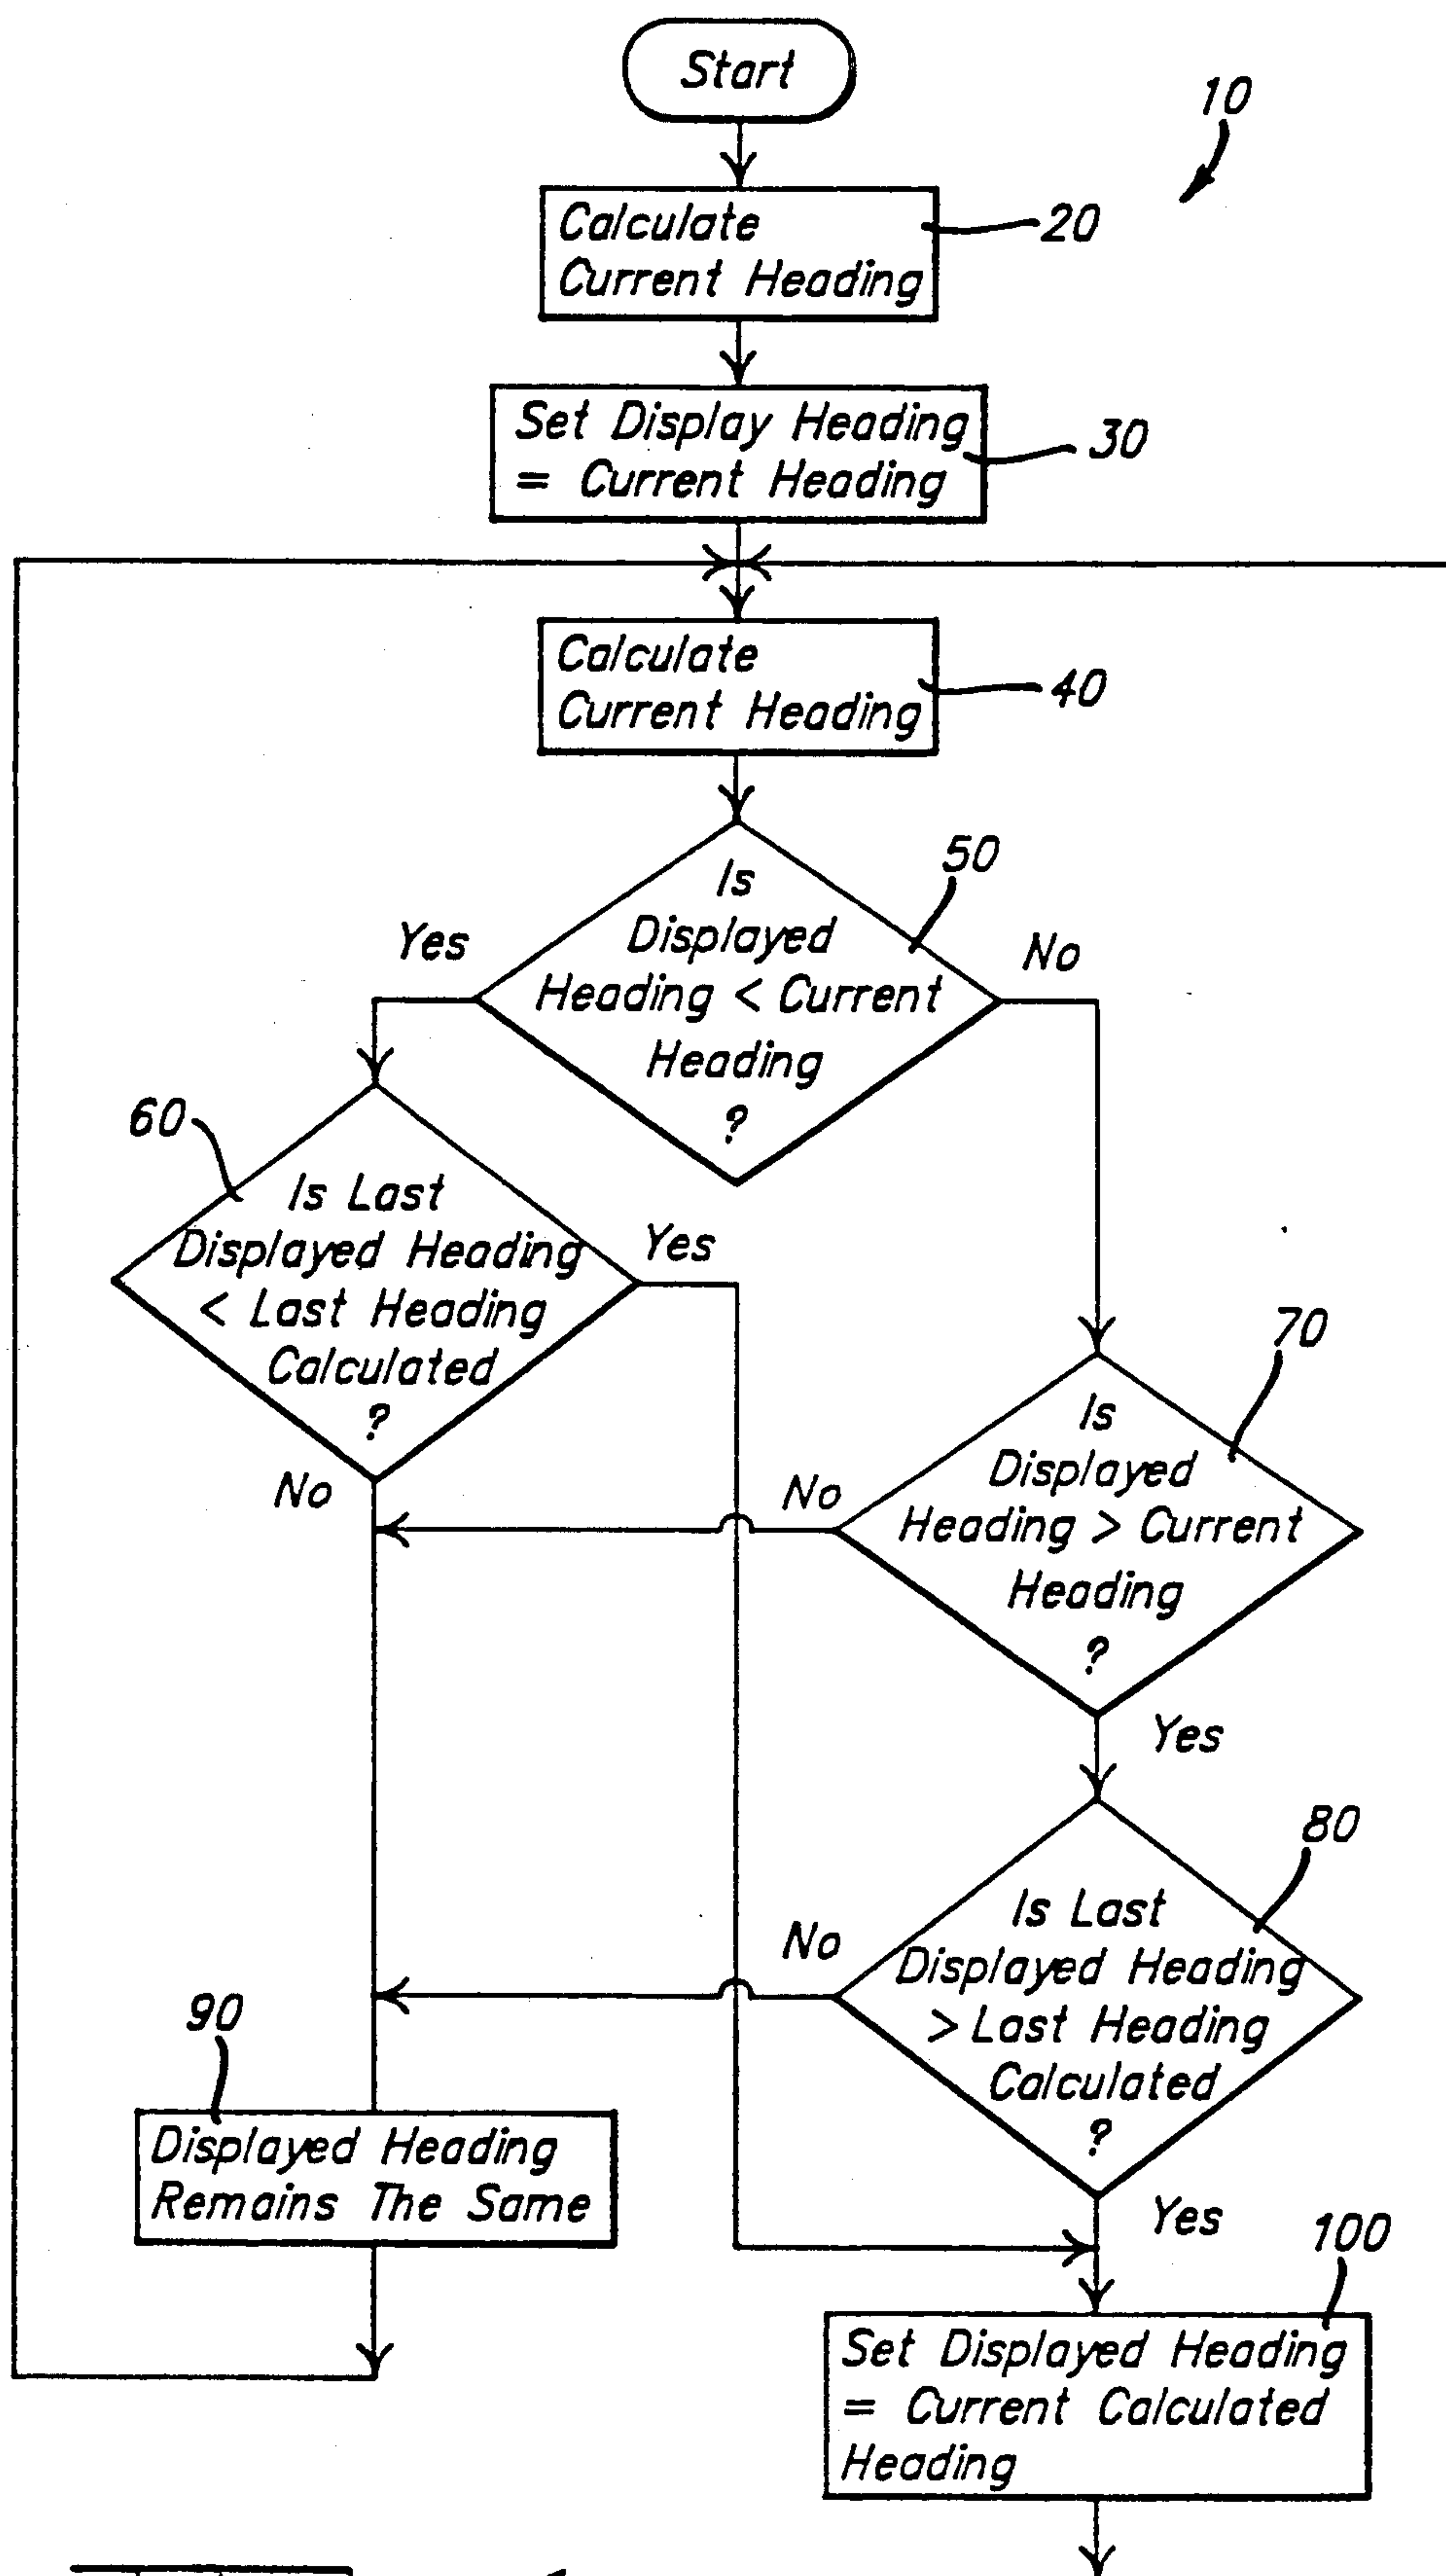 Start
10
Calculate
Current Heading
20
Set Display Heading
= Current Heading
30
Calculate
Current Heading
40
Is
Displayed
Heading < Current
Heading
?
50
Yes
No
60
Is Last
Displayed Heading
< Last Heading
Calculated
?
Yes
No
70
Is
Displayed
Heading > Current
Heading
?
No
Yes
80
Is Last
Displayed Heading
> Last Heading
Calculated
?
No
Yes
90
Displayed Heading
Remains The Same
100
Set Displayed Heading
= Current Calculated
Heading